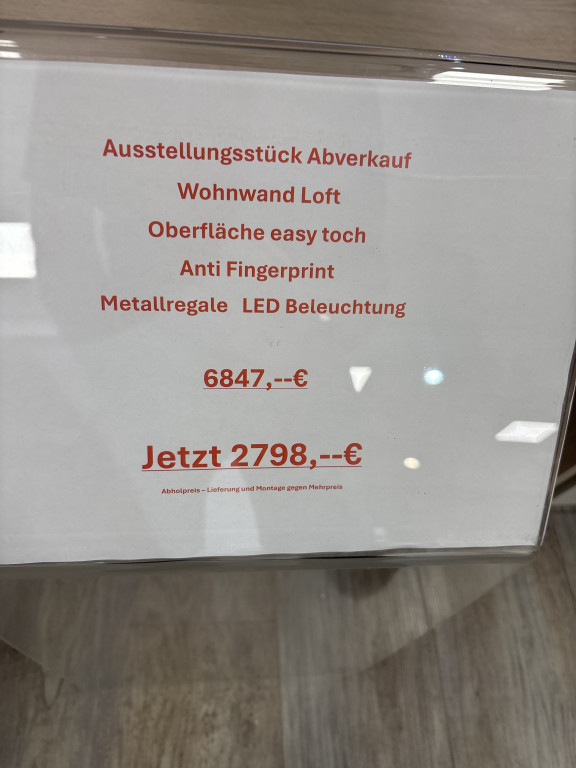 Ausstellungsstück Abverkauf
Wohnwand Loft
Oberfläche easy toch
Anti Fingerprint
Metallregale LED Beleuchtung
6847,--€
Jetzt 2798,--€
Abholpreis – Lieferung und Montage gegen Mehrpreis